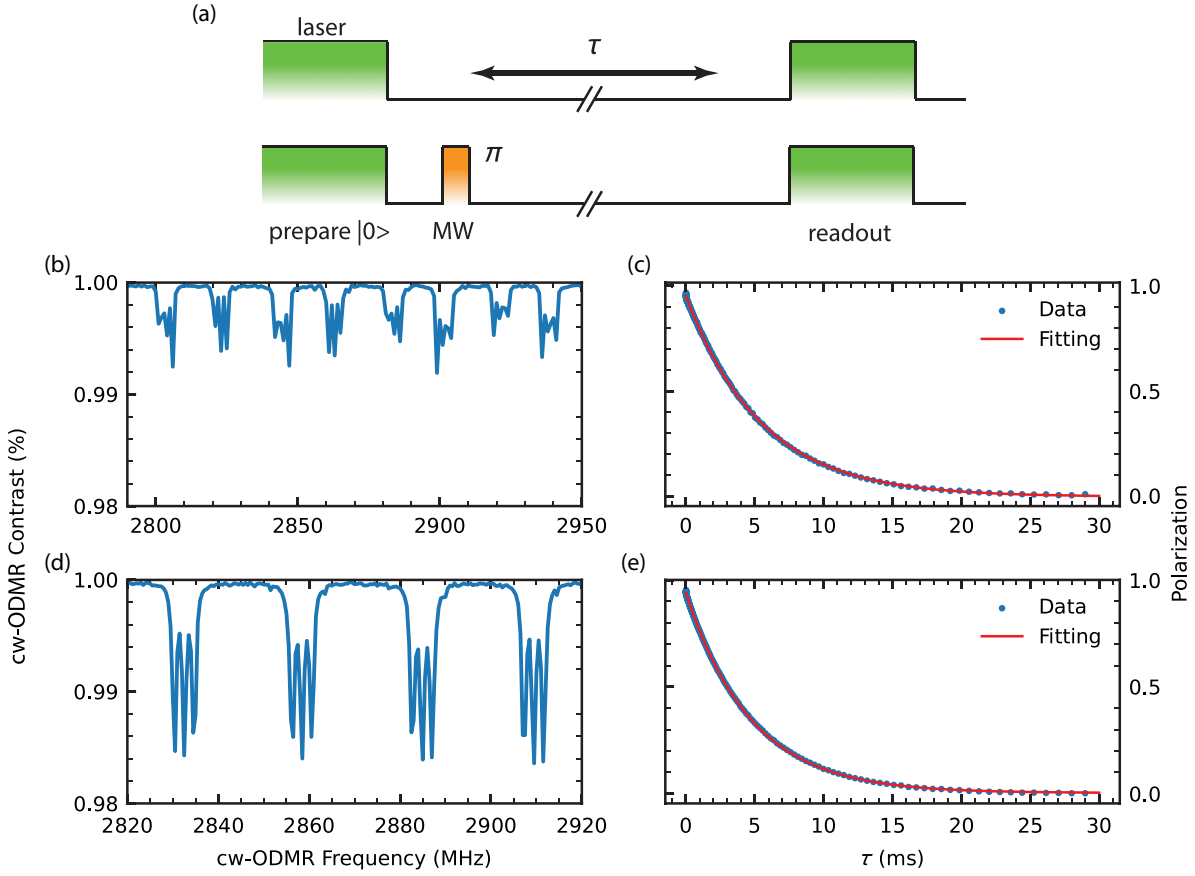 (a)
laser
τ
π
prepare |0>
MW
readout
(b)
1.00
0.99
0.98
2800
2850
2900
2950
(c)
Data
Fitting
1.0
0.5
0.0
0
5
10
15
20
25
30
cw-ODMR Contrast (%)
Polarization
(d)
1.00
0.99
0.98
2820
2840
2860
2880
2900
2920
cw-ODMR Frequency (MHz)
(e)
Data
Fitting
1.0
0.5
0.0
0
5
10
15
20
25
30
τ (ms)